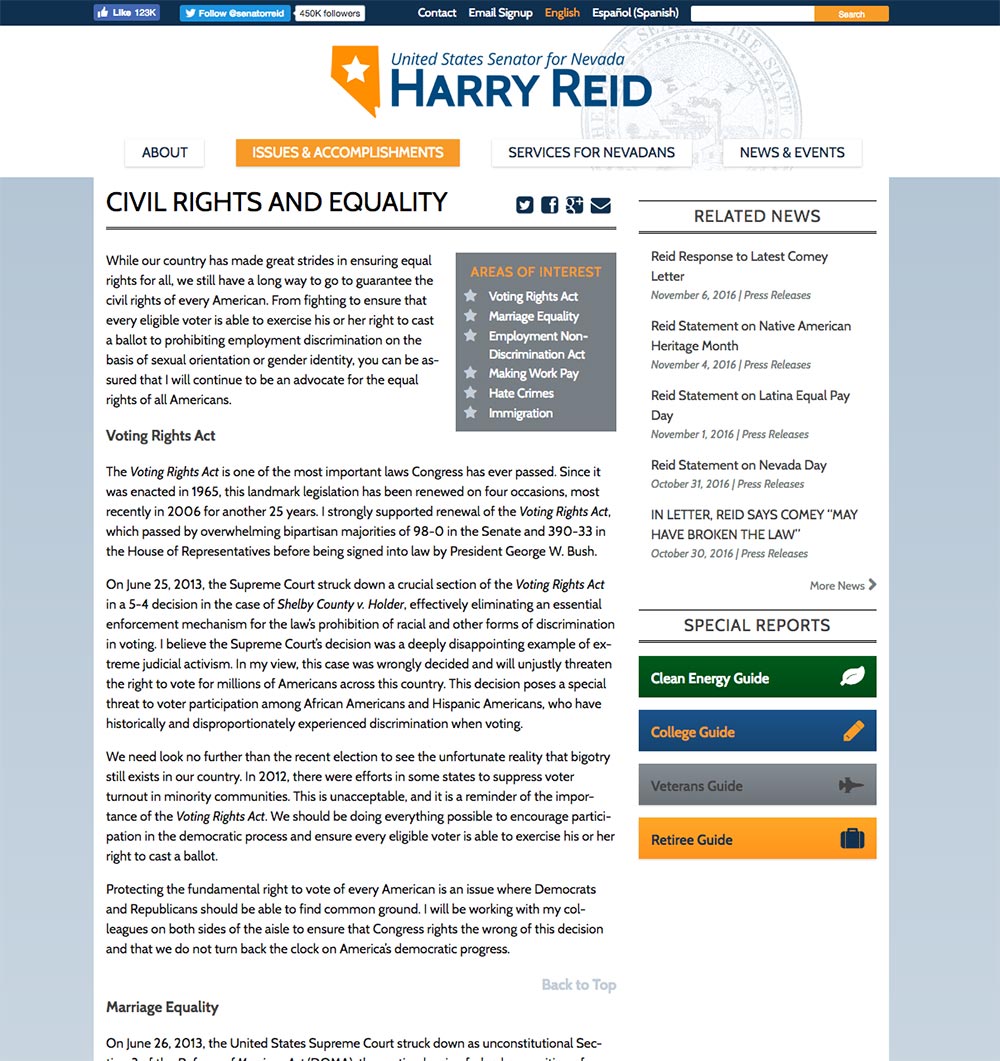 Like 123K
Follow @senatorreid
450K followers
Contact
Email Signup
English
Español (Spanish)
Search
United States Senator for Nevada
HARRY REID
ABOUT
ISSUES & ACCOMPLISHMENTS
SERVICES FOR NEVADANS
NEWS & EVENTS
CIVIL RIGHTS AND EQUALITY
While our country has made great strides in ensuring equal
rights for all, we still have a long way to go to guarantee the
civil rights of every American. From fighting to ensure that
every eligible voter is able to exercise his or her right to cast
a ballot to prohibiting employment discrimination on the
basis of sexual orientation or gender identity, you can be as-
sured that I will continue to be an advocate for the equal
rights of all Americans.
AREAS OF INTEREST
Voting Rights Act
Marriage Equality
Employment Non-
Discrimination Act
Making Work Pay
Hate Crimes
Immigration
Voting Rights Act
The Voting Rights Act is one of the most important laws Congress has ever passed. Since it
was enacted in 1965, this landmark legislation has been renewed on four occasions, most
recently in 2006 for another 25 years. I strongly supported renewal of the Voting Rights Act,
which passed by overwhelming bipartisan majorities of 98-0 in the Senate and 390-33 in
the House of Representatives before being signed into law by President George W. Bush.
On June 25, 2013, the Supreme Court struck down a crucial section of the Voting Rights Act
in a 5-4 decision in the case of Shelby County v. Holder, effectively eliminating an essential
enforcement mechanism for the law's prohibition of racial and other forms of discrimination
in voting. I believe the Supreme Court's decision was a deeply disappointing example of ex-
treme judicial activism. In my view, this case was wrongly decided and will unjustly threaten
the right to vote for millions of Americans across this country. This decision poses a special
threat to voter participation among African Americans and Hispanic Americans, who have
historically and disproportionately experienced discrimination when voting.
We need look no further than the recent election to see the unfortunate reality that bigotry
still exists in our country. In 2012, there were efforts in some states to suppress voter
turnout in minority communities. This is unacceptable, and it is a reminder of the impor-
tance of the Voting Rights Act. We should be doing everything possible to encourage partici-
pation in the democratic process and ensure every eligible voter is able to exercise his or her
right to cast a ballot.
Protecting the fundamental right to vote of every American is an issue where Democrats
and Republicans should be able to find common ground. I will be working with my col-
leagues on both sides of the aisle to ensure that Congress rights the wrong of this decision
and that we do not turn back the clock on America's democratic progress.
Back to Top
Marriage Equality
On June 26, 2013, the United States Supreme Court struck down as unconstitutional Sec-
RELATED NEWS
Reid Response to Latest Comey
Letter
November 6, 2016 | Press Releases
Reid Statement on Native American
Heritage Month
November 4, 2016 | Press Releases
Reid Statement on Latina Equal Pay
Day
November 1, 2016 | Press Releases
Reid Statement on Nevada Day
October 31, 2016 | Press Releases
IN LETTER, REID SAYS COMEY "MAY
HAVE BROKEN THE LAW"
October 30, 2016 | Press Releases
More News
SPECIAL REPORTS
Clean Energy Guide
College Guide
Veterans Guide
Retiree Guide